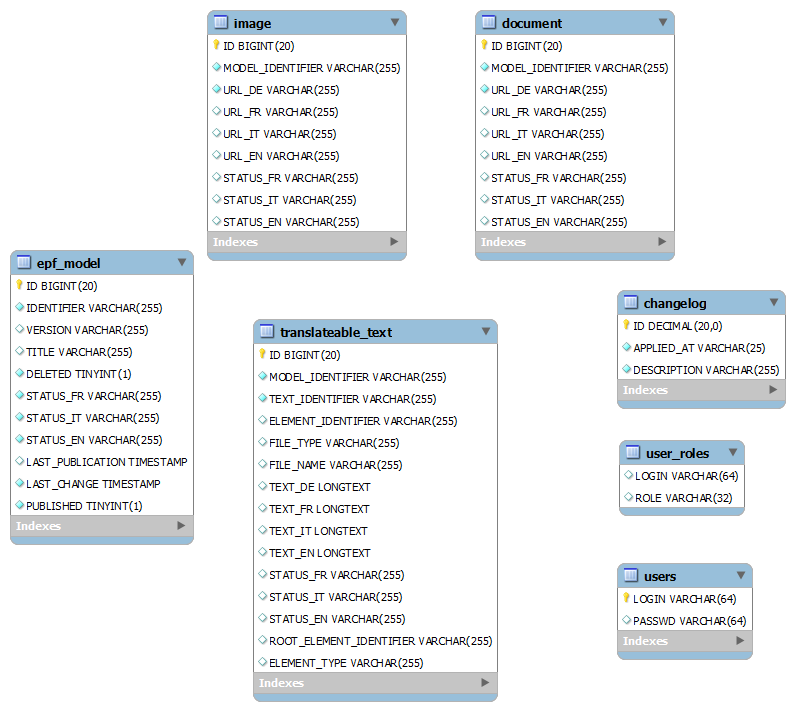 image
ID BIGINT(20)
MODEL_IDENTIFIER VARCHAR(255)
URL_DE VARCHAR(255)
URL_FR VARCHAR(255)
URL_IT VARCHAR(255)
URL_EN VARCHAR(255)
STATUS_FR VARCHAR(255)
STATUS_IT VARCHAR(255)
STATUS_EN VARCHAR(255)
Indexes
document
ID BIGINT(20)
MODEL_IDENTIFIER VARCHAR(255)
URL_DE VARCHAR(255)
URL_FR VARCHAR(255)
URL_IT VARCHAR(255)
URL_EN VARCHAR(255)
STATUS_FR VARCHAR(255)
STATUS_IT VARCHAR(255)
STATUS_EN VARCHAR(255)
Indexes
epf_model
ID BIGINT(20)
IDENTIFIER VARCHAR(255)
VERSION VARCHAR(255)
TITLE VARCHAR(255)
DELETED TINYINT(1)
STATUS_FR VARCHAR(255)
STATUS_IT VARCHAR(255)
STATUS_EN VARCHAR(255)
LAST_PUBLICATION TIMESTAMP
LAST_CHANGE TIMESTAMP
PUBLISHED TINYINT(1)
Indexes
translateable_text
ID BIGINT(20)
MODEL_IDENTIFIER VARCHAR(255)
TEXT_IDENTIFIER VARCHAR(255)
ELEMENT_IDENTIFIER VARCHAR(255)
FILE_TYPE VARCHAR(255)
FILE_NAME VARCHAR(255)
TEXT_DE LONGTEXT
TEXT_FR LONGTEXT
TEXT_IT LONGTEXT
TEXT_EN LONGTEXT
STATUS_FR VARCHAR(255)
STATUS_IT VARCHAR(255)
STATUS_EN VARCHAR(255)
ROOT_ELEMENT_IDENTIFIER VARCHAR(255)
ELEMENT_TYPE VARCHAR(255)
Indexes
changelog
ID DECIMAL(20,0)
APPLIED_AT VARCHAR(25)
DESCRIPTION VARCHAR(255)
Indexes
user_roles
LOGIN VARCHAR(64)
ROLE VARCHAR(32)
users
LOGIN VARCHAR(64)
PASSWD VARCHAR(64)
Indexes